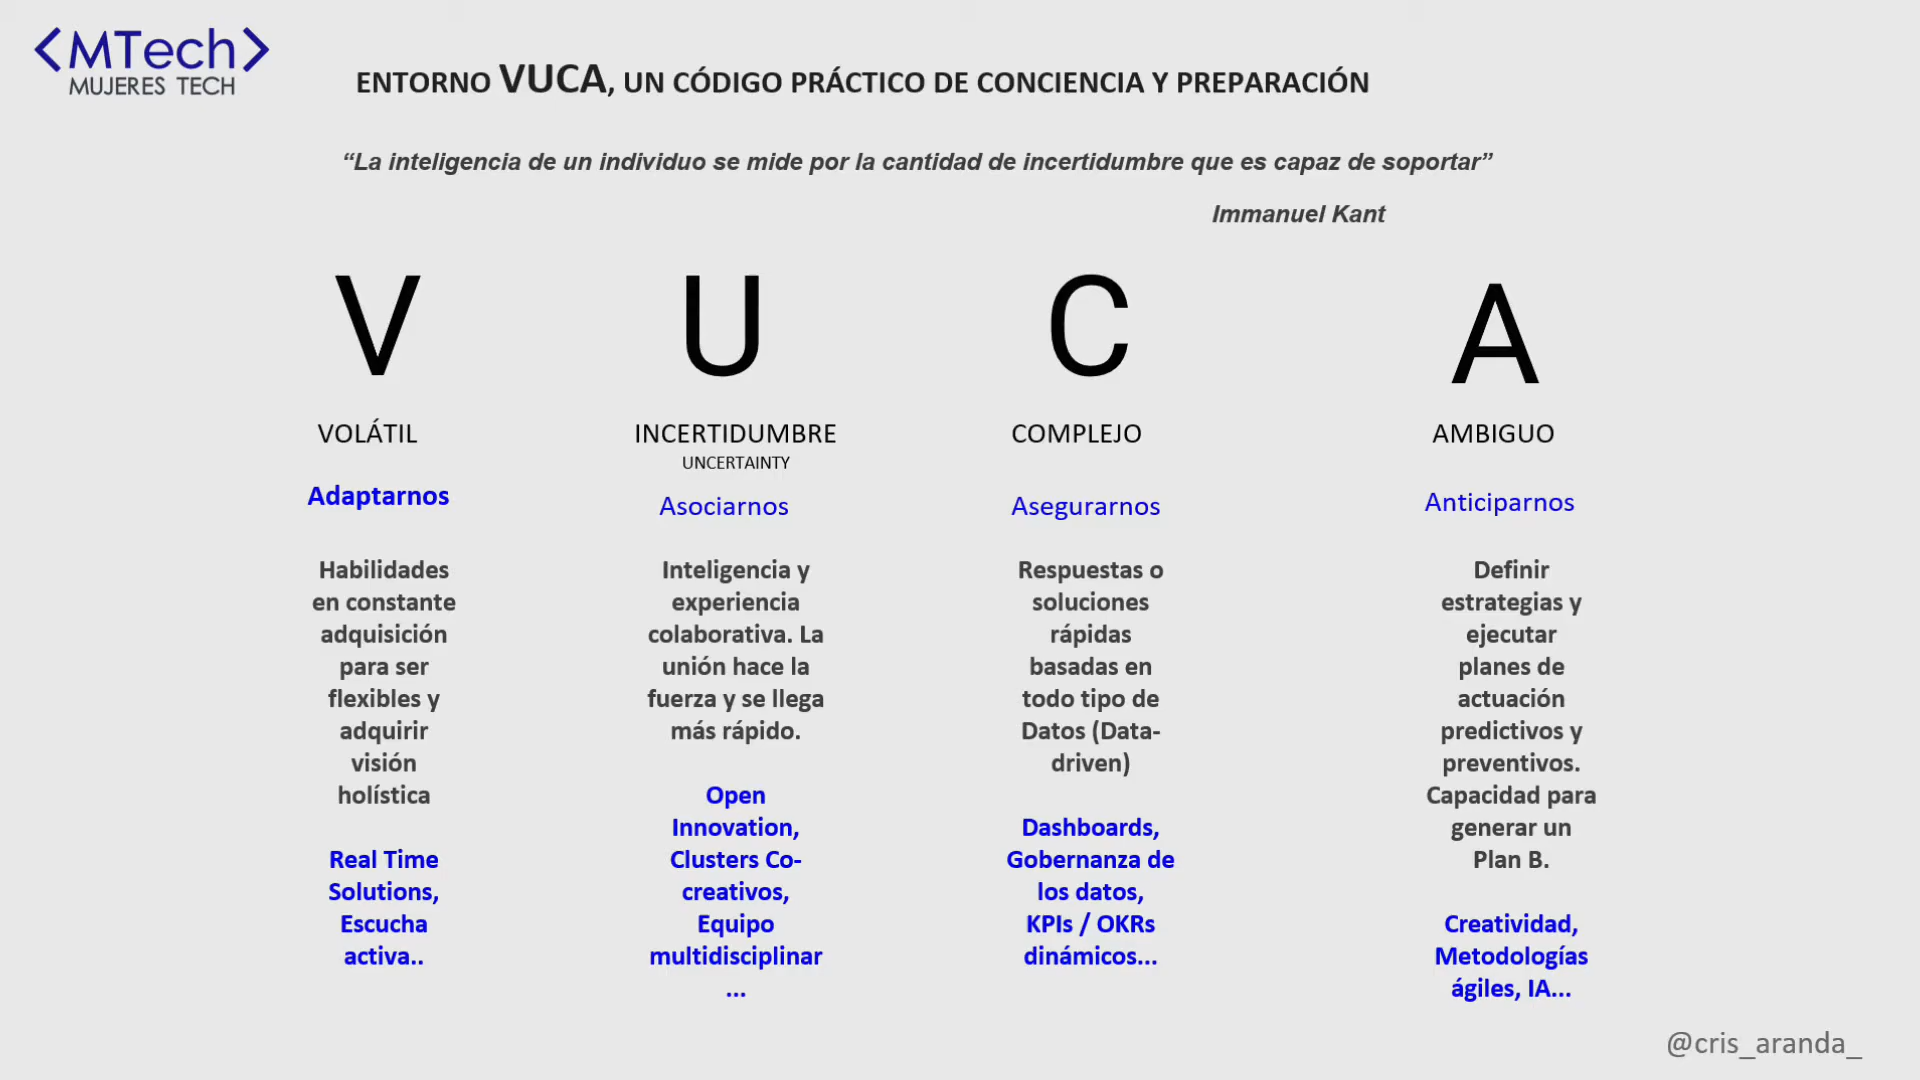 <MTech>
MUJERES TECH
ENTORNO VUCA, UN CÓDIGO PRÁCTICO DE CONCIENCIA Y PREPARACIÓN
“La inteligencia de un individuo se mide por la cantidad de incertidumbre que es capaz de soportar”
Immanuel Kant
V
VOLÁTIL
Adaptarnos
Habilidades
en constante
adquisición
para ser
flexibles y
adquirir
visión
holística
Real Time
Solutions,
Escucha
activa..
U
INCERTIDUMBRE
UNCERTAINTY
Asociarnos
Inteligencia y
experiencia
colaborativa. La
unión hace la
fuerza y se llega
más rápido.
Open
Innovation,
Clusters Co-
creativos,
Equipo
multidisciplinar
...
C
COMPLEJO
Asegurarnos
Respuestas o
soluciones
rápidas
basadas en
todo tipo de
Datos (Data-
driven)
Dashboards,
Gobernanza de
los datos,
KPIs / OKRs
dinámicos...
A
AMBIGUO
Anticiparnos
Definir
estrategias y
ejecutar
planes de
actuación
predictivos y
preventivos.
Capacidad para
generar un
Plan B.
Creatividad,
Metodologías
ágiles, IA...
@cris_aranda_